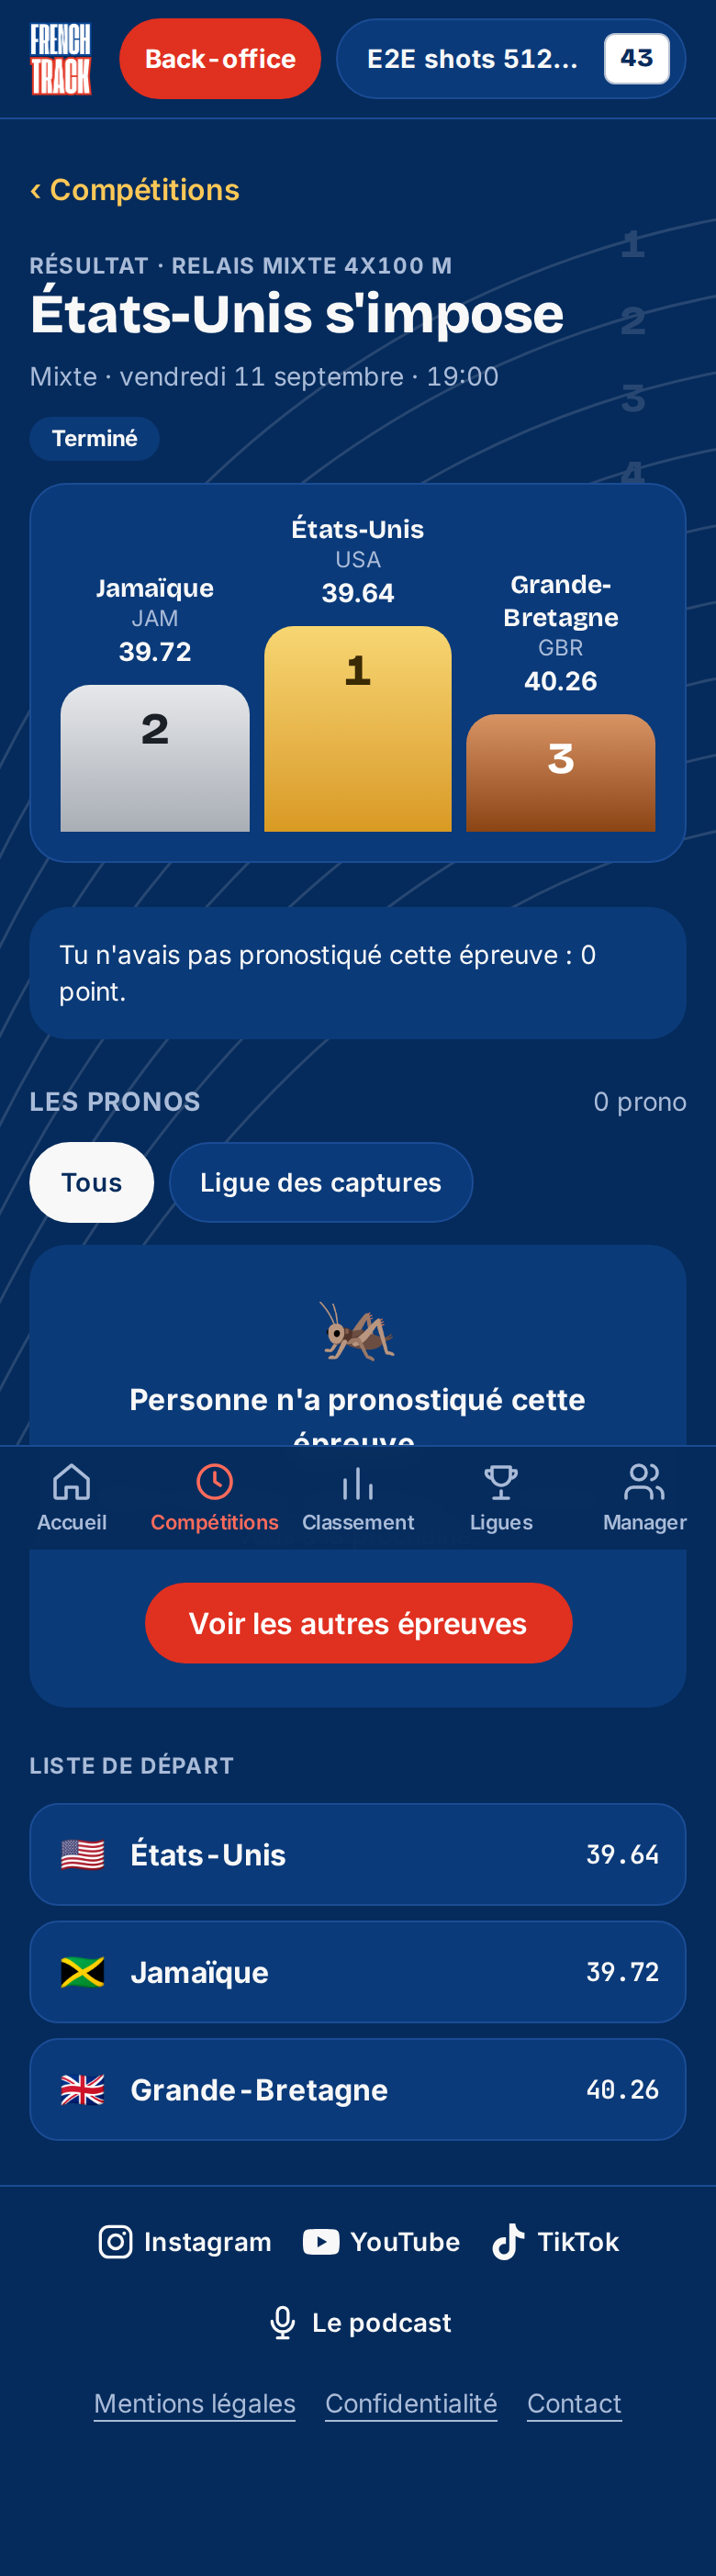 FRENCH
TRACK
Back-office
E2E shots 512...
43
‹ Compétitions
RÉSULTAT · RELAIS MIXTE 4X100 M
États-Unis s'impose
Mixte · vendredi 11 septembre · 19:00
Terminé
1
2
3
4
Jamaïque
JAM
39.72
2
États-Unis
USA
39.64
1
Grande-
Bretagne
GBR
40.26
3
Tu n'avais pas pronostiqué cette épreuve : 0
point.
LES PRONOS
0 prono
Tous
Ligue des captures
Personne n'a pronostiqué cette
épreuve
Accueil
Compétitions
Classement
Ligues
Manager
Voir les autres épreuves
LISTE DE DÉPART
États-Unis
39.64
Jamaïque
39.72
Grande-Bretagne
40.26
Instagram
YouTube
TikTok
Le podcast
Mentions légales
Confidentialité
Contact